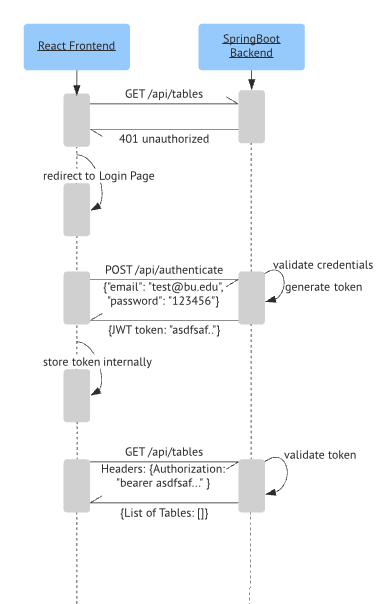 React Frontend
SpringBoot
Backend
GET /api/tables
401 unauthorized
redirect to Login Page
POST /api/authenticate
validate credentials
{"email": "test@bu.edu",
"password": "123456"}
generate token
{JWT token: "asdfsaf.."}
store token internally
GET /api/tables
validate token
Headers: {Authorization:
"bearer asdfsaf..." }
{List of Tables: []}